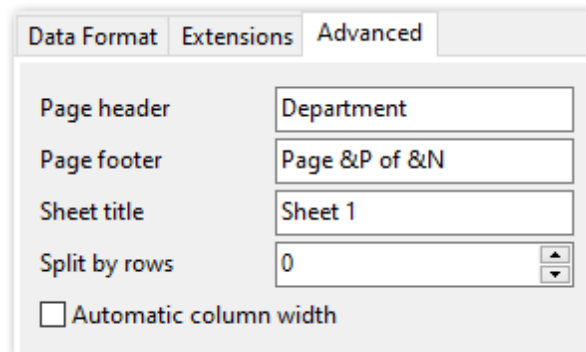 Data Format Extensions Advanced
Page header Department
Page footer Page &P of &N
Sheet title Sheet 1
Split by rows 0
Automatic column width